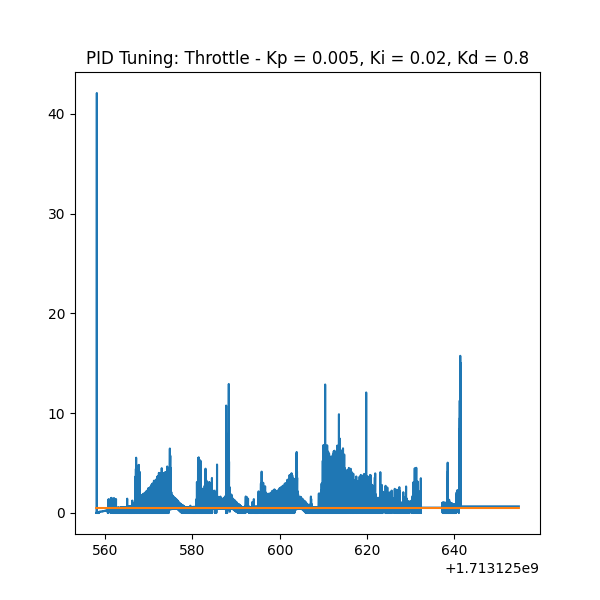 PID Tuning: Throttle - Kp = 0.005, Ki = 0.02, Kd = 0.8
40
30
20
10
0
560 580 600 620 640
+1.713125e9